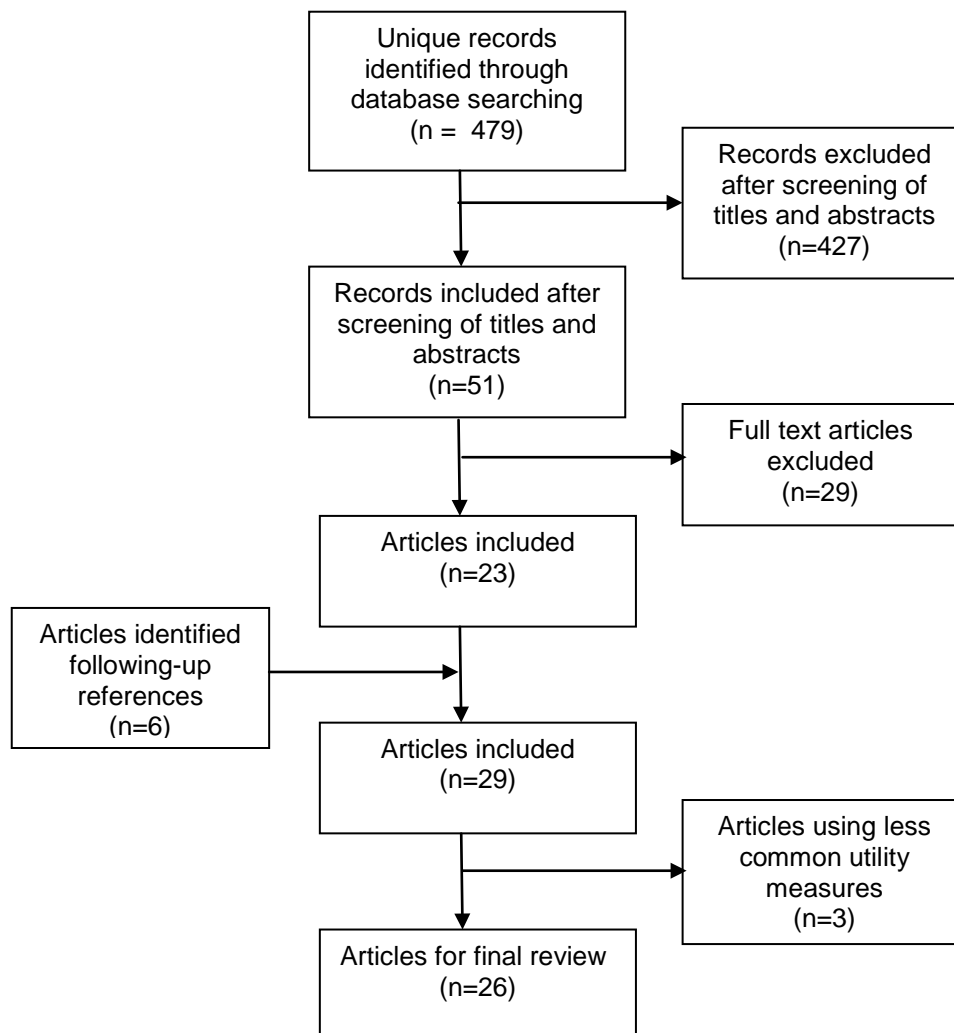 Unique records
identified through
database searching
(n = 479)
Records excluded
after screening of
titles and abstracts
(n=427)
Records included after
screening of titles and
abstracts
(n=51)
Full text articles
excluded
(n=29)
Articles included
(n=23)
Articles identified
following-up
references
(n=6)
Articles included
(n=29)
Articles using less
common utility
measures
(n=3)
Articles for final review
(n=26)